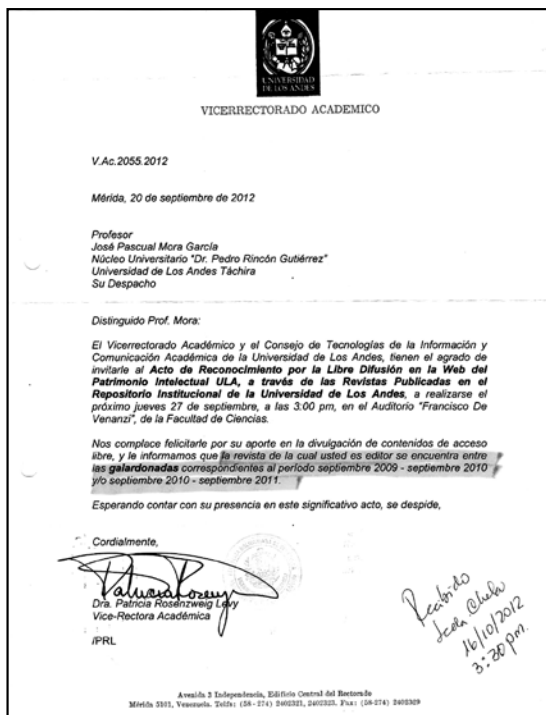 UNIVERSIDAD
DE LOS ANDES
VICERRECTORADO ACADEMICO
V.Ac.2055.2012
Mérida, 20 de septiembre de 2012
Profesor
José Pascual Mora García
Núcleo Universitario "Dr. Pedro Rincón Gutiérrez"
Universidad de Los Andes Táchira
Su Despacho
Distinguido Prof. Mora:
El Vicerrectorado Académico y el Consejo de Tecnologías de la Información y
Comunicación Académica de la Universidad de Los Andes, tienen el agrado de
invitarle al Acto de Reconocimiento por la Libre Difusión en la Web del
Patrimonio Intelectual ULA, a través de las Revistas Publicadas en el
Repositorio Institucional de la Universidad de Los Andes, a realizarse el
próximo jueves 27 de septiembre, a las 3:00 pm, en el Auditorio "Francisco De
Venanzi", de la Facultad de Ciencias.
Nos complace felicitarle por su aporte en la divulgación de contenidos de acceso
libre, y le informamos que la revista de la cual usted es editor se encuentra entre
las galardonadas correspondientes al período septiembre 2009 - septiembre 2010
y/o septiembre 2010 - septiembre 2011.
Esperando contar con su presencia en este significativo acto, se despide,
Cordialmente,
Dra. Patricia Rosenzweig Levy
Vice-Rectora Académica
/PRL
Recibido
16/10/2012
3:30 pm.
Avenida 3 Independencia, Edificio Central del Rectorado
Mérida 5101, Venezuela. Telfs: (58-274) 2402321, 2402323. Fax: (58-274) 2402329